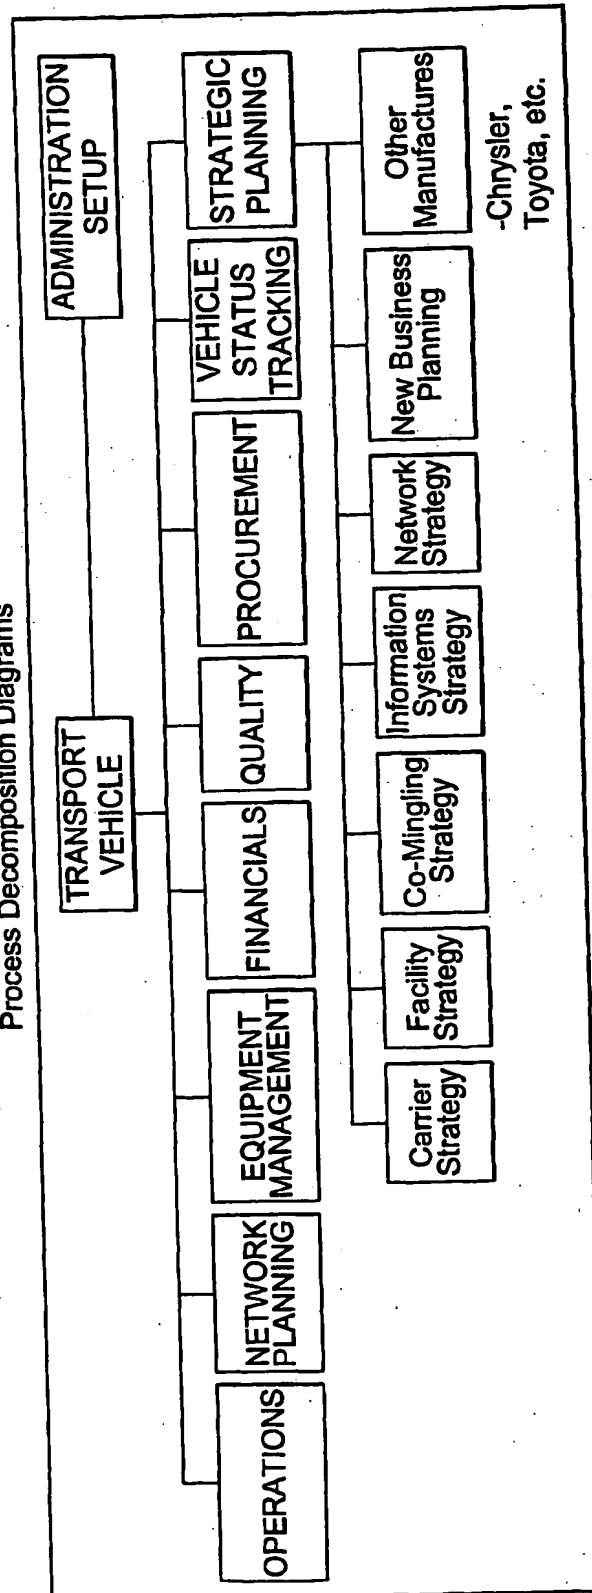 Process Decomposition Diagrams
TRANSPORT
VEHICLE
ADMINISTRATION
SETUP
OPERATIONS
NETWORK
PLANNING
EQUIPMENT
MANAGEMENT
FINANCIALS
QUALITY
PROCUREMENT
VEHICLE
STATUS
TRACKING
STRATEGIC
PLANNING
Carrier
Strategy
Facility
Strategy
Co-Mingling
Strategy
Information
Systems
Strategy
Network
Strategy
New Business
Planning
Other
Manufactures
-Chrysler,
Toyota, etc.